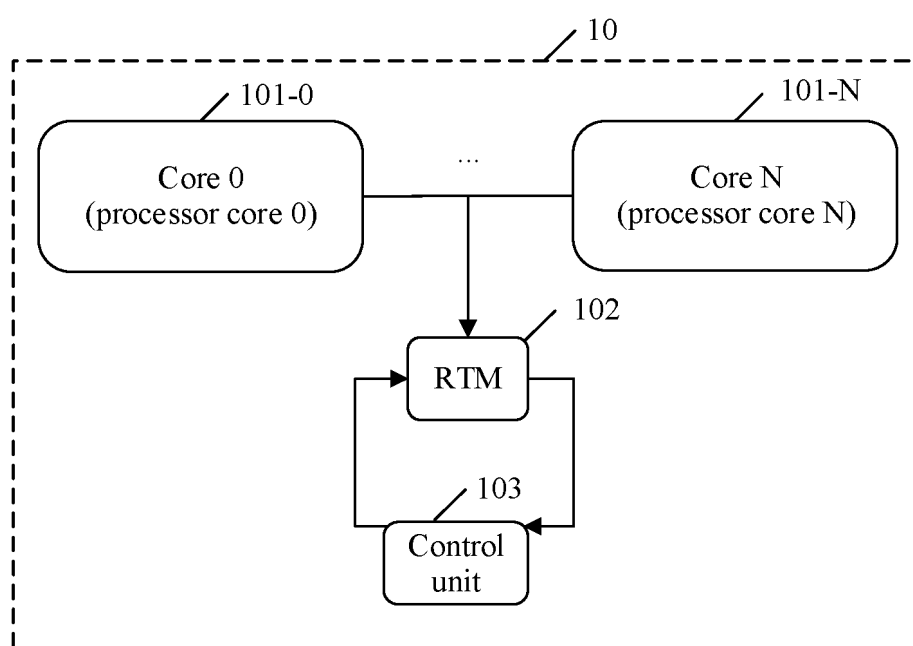 10
101-0
101-N
Core 0
(processor core 0)
...
Core N
(processor core N)
102
RTM
103
Control
unit